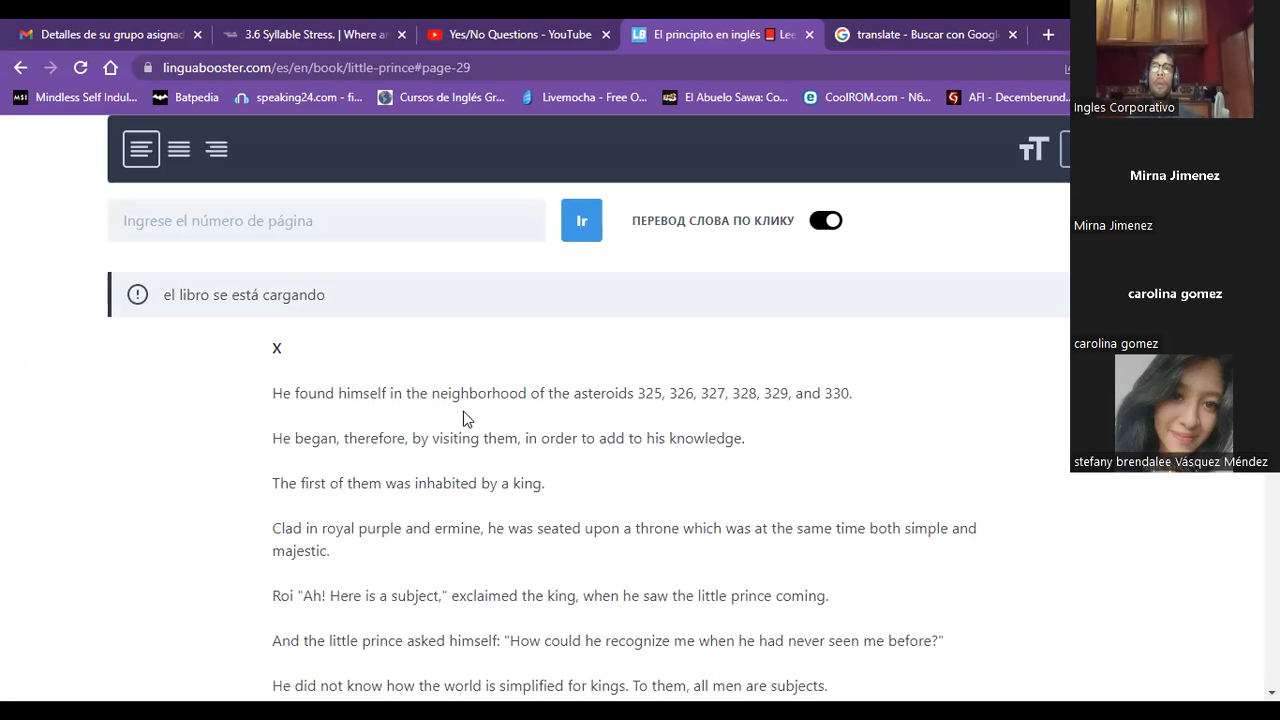 Detalles de su grupo asignad
3.6 Syllable Stress. | Where ar
Yes/No Questions - YouTube
El principito en inglés 📕 Lee
translate - Buscar con Google
linguabooster.com/es/en/book/little-prince#page-29
Mindless Self Indul...
Batpedia
speaking24.com - fi...
Cursos de Inglés Gr...
Livemocha - Free O...
El Abuelo Sawa: Co...
CoolROM.com - N6...
AFI - Decemberund...
Ingrese el número de página
Ir
ПЕРЕВОД СЛОВА ПО КЛИКУ
el libro se está cargando
X
He found himself in the neighborhood of the asteroids 325, 326, 327, 328, 329, and 330.
He began, therefore, by visiting them, in order to add to his knowledge.
The first of them was inhabited by a king.
Clad in royal purple and ermine, he was seated upon a throne which was at the same time both simple and
majestic.
Roi "Ah! Here is a subject," exclaimed the king, when he saw the little prince coming.
And the little prince asked himself: "How could he recognize me when he had never seen me before?"
He did not know how the world is simplified for kings. To them, all men are subjects.
Ingles Corporativo
Mirna Jimenez
Mirna Jimenez
carolina gomez
carolina gomez
stefany brendalee Vásquez Méndez